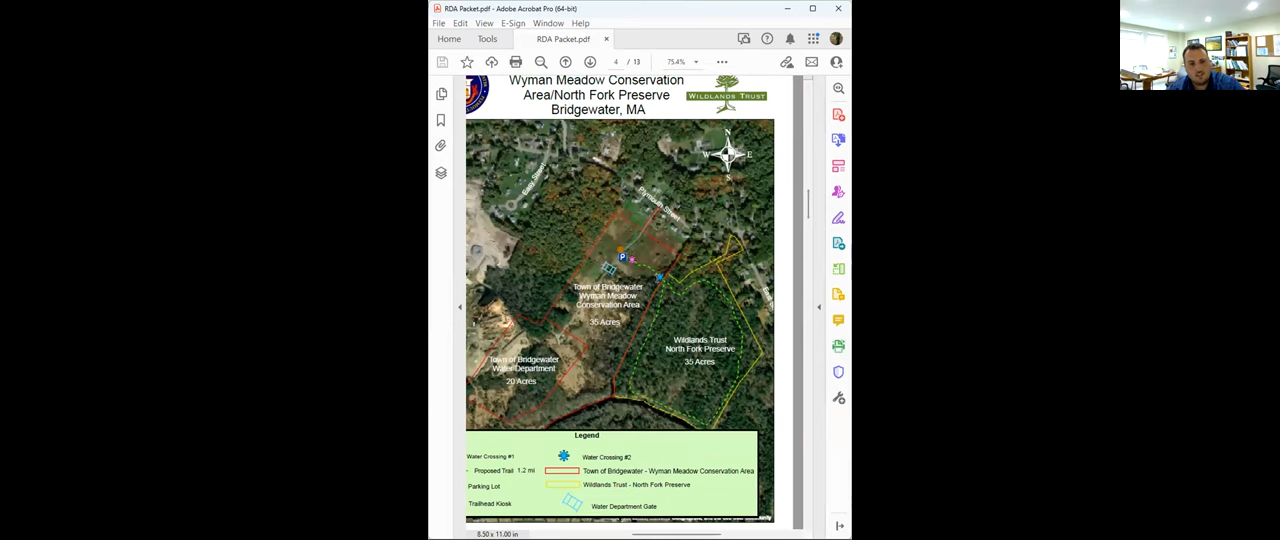 RDA Packet.pdf - Adobe Acrobat Pro (64-bit)
File Edit View E-Sign Window Help
Home Tools RDA Packet.pdf ×
4 / 13 75.4%
Wyman Meadow Conservation
Area/North Fork Preserve
Bridgewater, MA
WILDLANDS TRUST
N
W E
S
Easy Street
Plymouth Street
P
East
Town of Bridgewater
Wyman Meadow
Conservation Area
35 Acres
Wildlands Trust
North Fork Preserve
35 Acres
Town of Bridgewater
Water Department
20 Acres
Legend
Water Crossing #1
Water Crossing #2
Proposed Trail 1.2 mi
Town of Bridgewater - Wyman Meadow Conservation Area
Parking Lot
Wildlands Trust - North Fork Preserve
Trailhead Kiosk
Water Department Gate
8.50 x 11.00 in